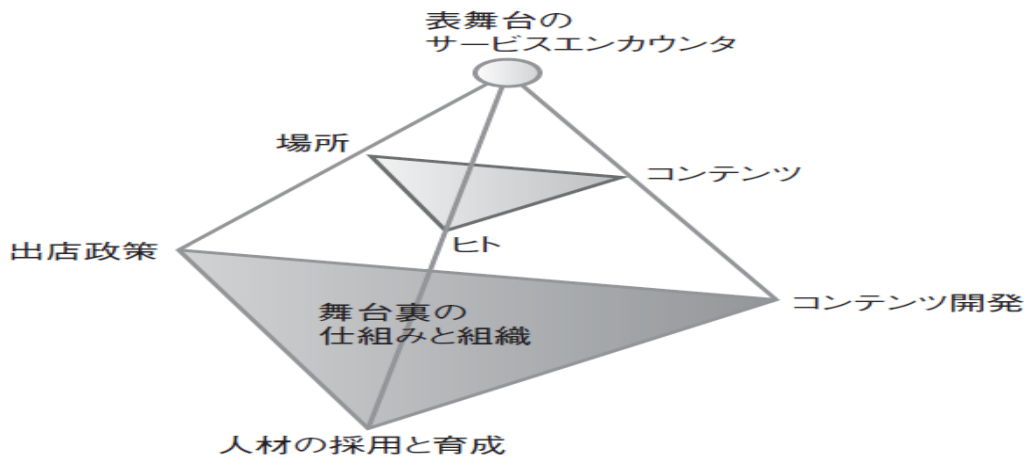 表舞台の
サービスエンカウンタ
場所
コンテンツ
ヒト
出店政策
コンテンツ開発
舞台裏の
仕組みと組織
人材の採用と育成